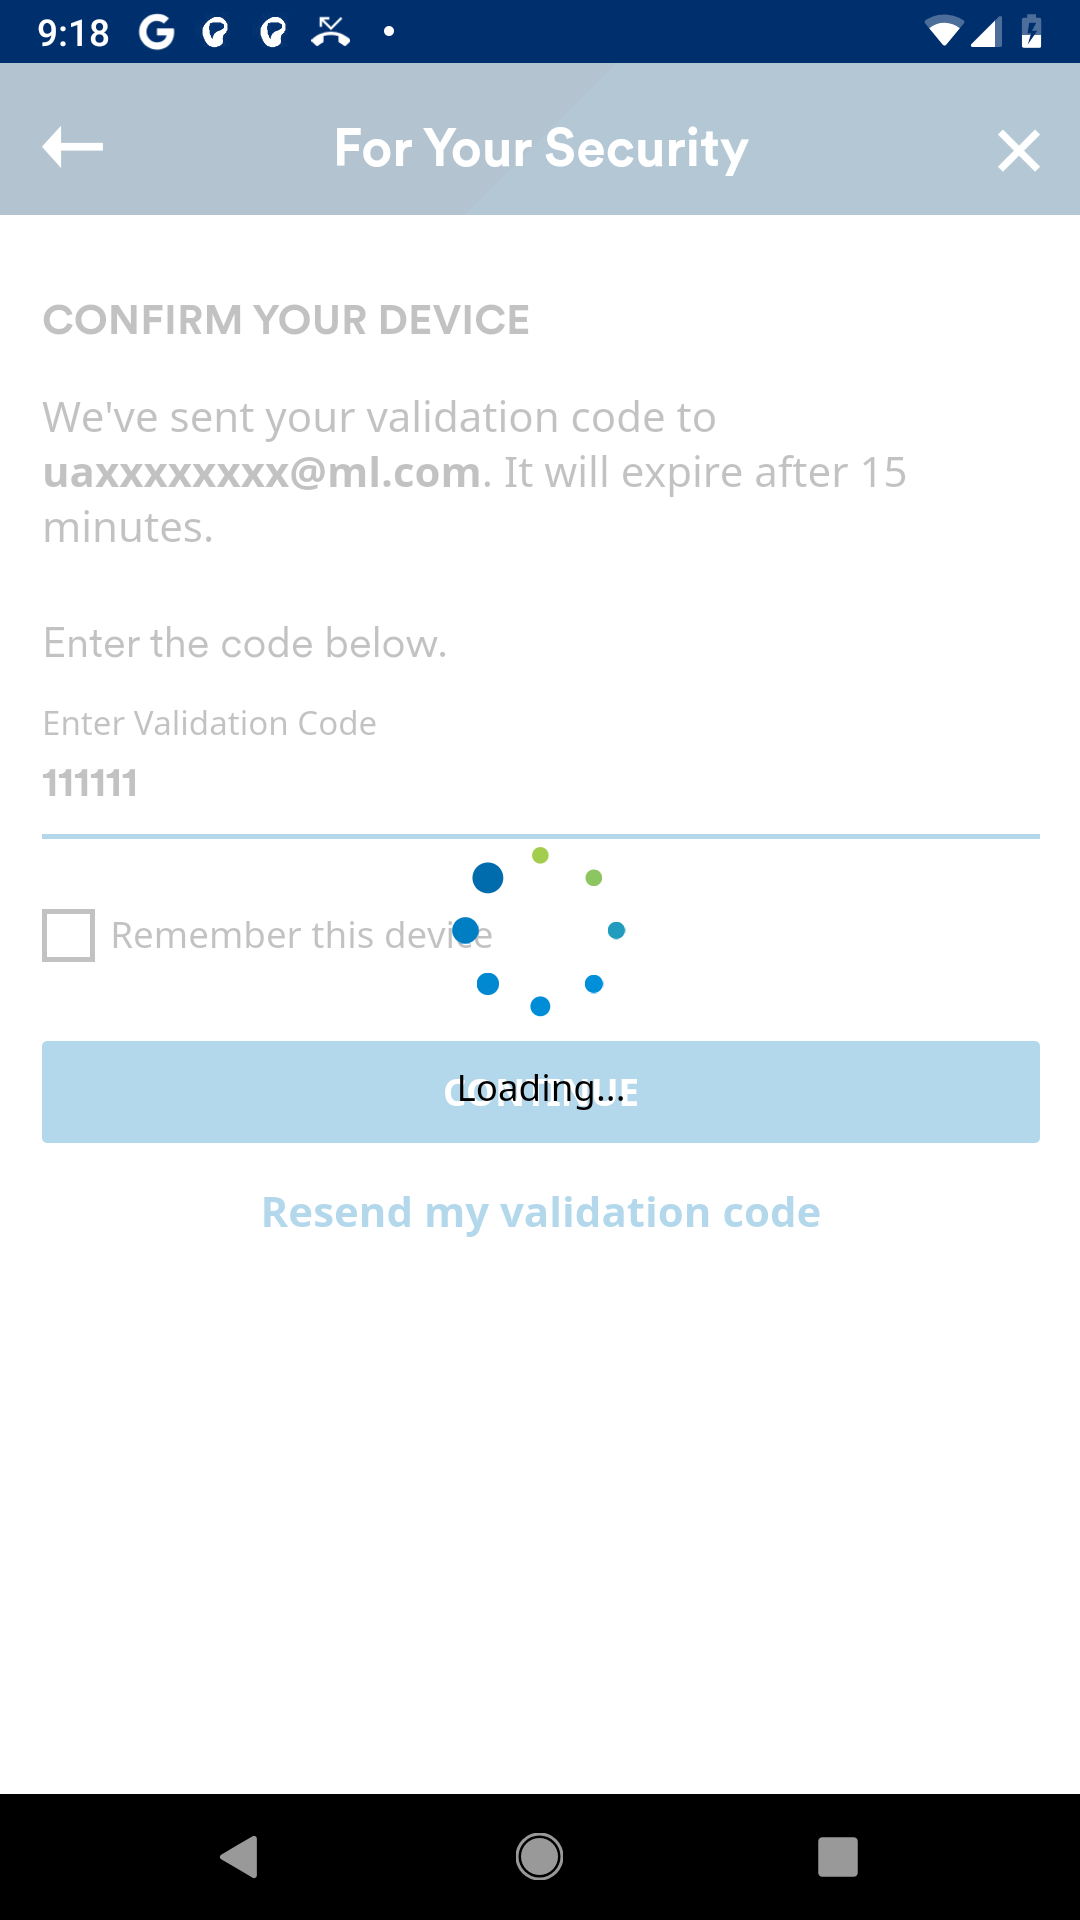 9:18
For Your Security
CONFIRM YOUR DEVICE
We've sent your validation code to
uaxxxxxxxx@ml.com. It will expire after 15
minutes.
Enter the code below.
Enter Validation Code
111111
Remember this device
CONTINUE
Loading...
Resend my validation code